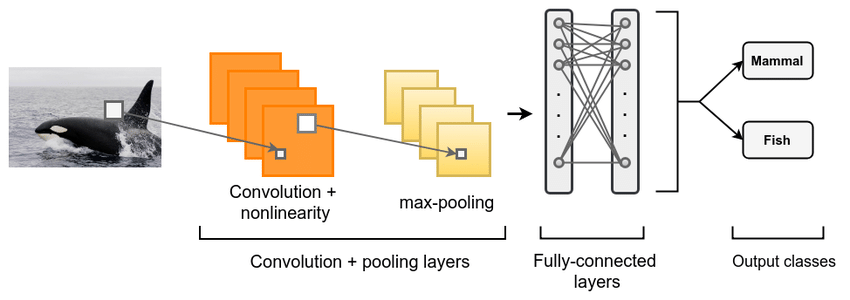 Mammal
Fish
Convolution +
nonlinearity
max-pooling
Convolution + pooling layers
Fully-connected
layers
Output classes